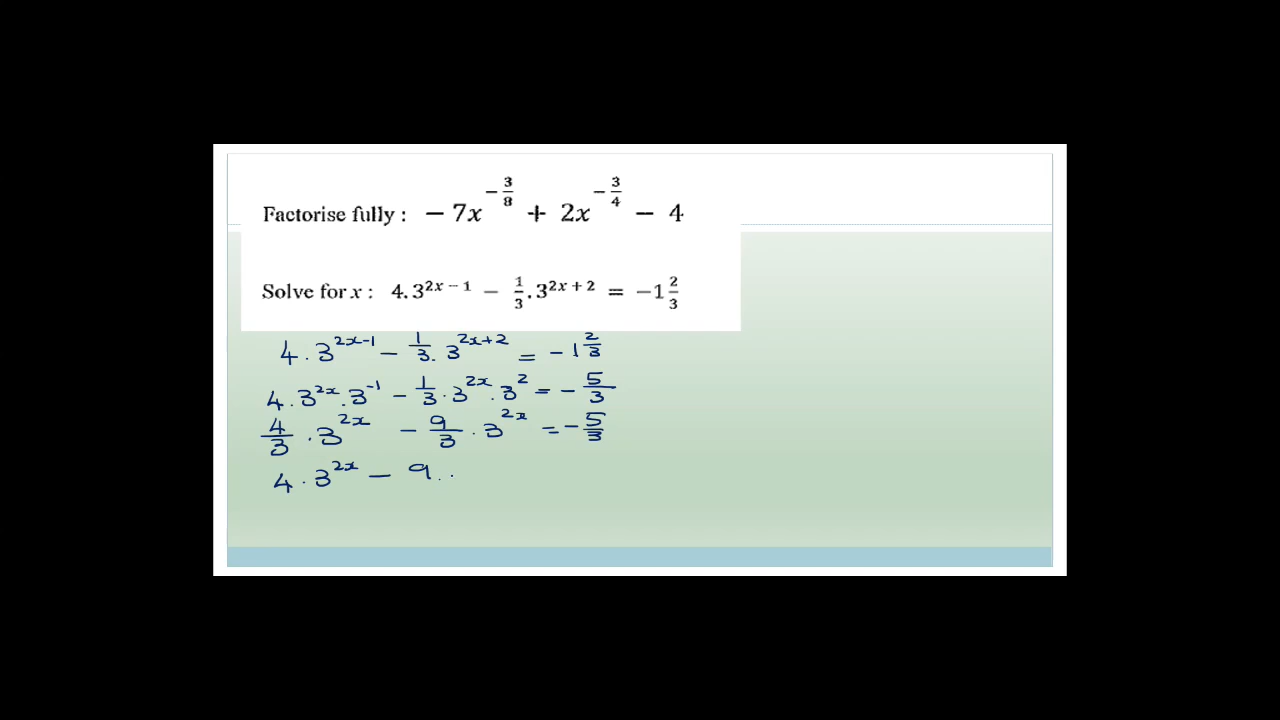 Factorise fully : − 7x^(−3/8) + 2x^(−3/4) − 4
Solve for x : 4. 3^(2x − 1) − 1/3 . 3^(2x + 2) = −1 2/3
4 . 3^(2x-1) − 1/3 . 3^(2x+2) = − 1 2/3
4 . 3^(2x) . 3^(-1) − 1/3 . 3^(2x) . 3^2 = − 5/3
4/3 . 3^(2x) − 9/3 . 3^(2x) = − 5/3
4 . 3^(2x) − 9 . .